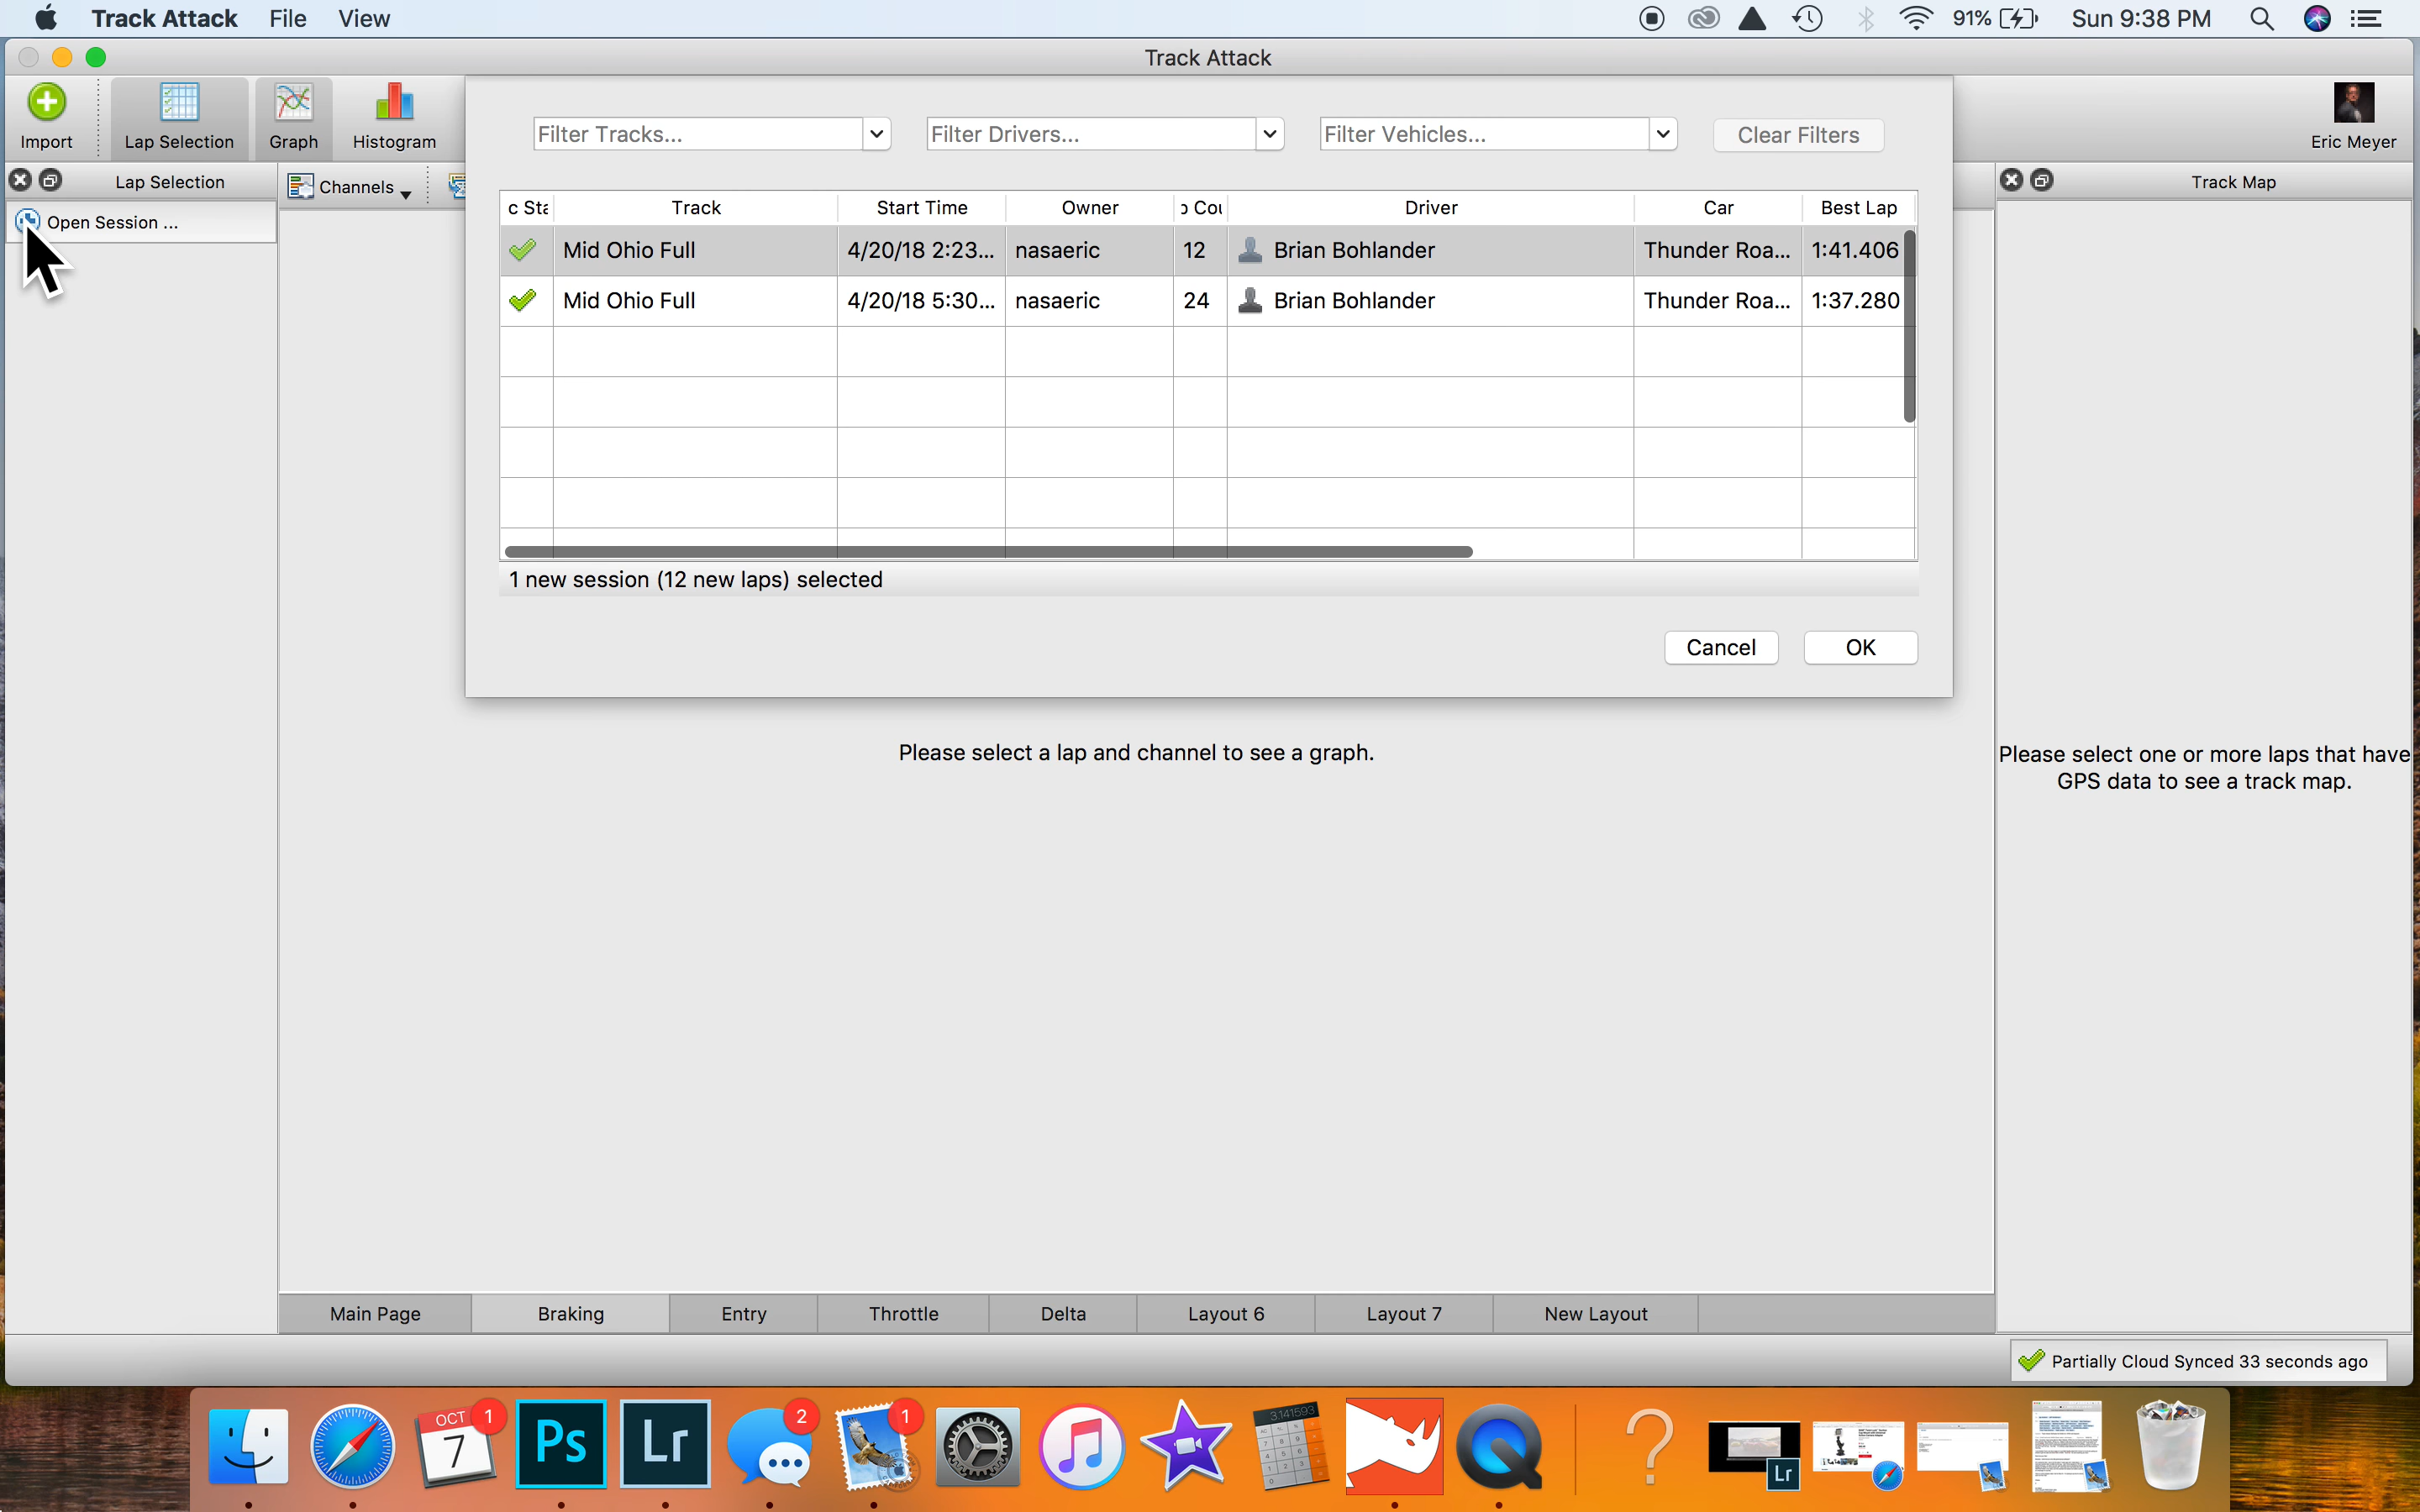 Track Attack File View 91% Sun 9:38 PM
Track Attack
Import Lap Selection Graph Histogram Eric Meyer
Filter Tracks... Filter Drivers... Filter Vehicles... Clear Filters
Lap Selection Channels Track Map
Open Session ...
c Sta Track Start Time Owner p Cou Driver Car Best Lap
Mid Ohio Full 4/20/18 2:23... nasaeric 12 Brian Bohlander Thunder Roa... 1:41.406
Mid Ohio Full 4/20/18 5:30... nasaeric 24 Brian Bohlander Thunder Roa... 1:37.280
1 new session (12 new laps) selected
Cancel OK
Please select a lap and channel to see a graph.
Please select one or more laps that have
GPS data to see a track map.
Main Page Braking Entry Throttle Delta Layout 6 Layout 7 New Layout
Partially Cloud Synced 33 seconds ago
OCT 1 2 1 3.141593
7 Ps Lr ?
Lr